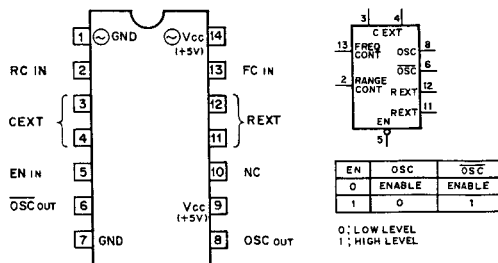 1 GND Vcc (+5V) 14
RC IN 2 13 FC IN
CEXT 3 12 REXT
4 11
EN IN 5 10 NC
OSC OUT 6 Vcc (+5V) 9
7 GND 8 OSC OUT
3 4
C EXT
13 FREQ CONT OSC 8
OSC 6
2 RANGE CONT R EXT 12
R EXT 11
EN
5
EN OSC OSC
0 ENABLE ENABLE
1 0 1
0; LOW LEVEL
1; HIGH LEVEL